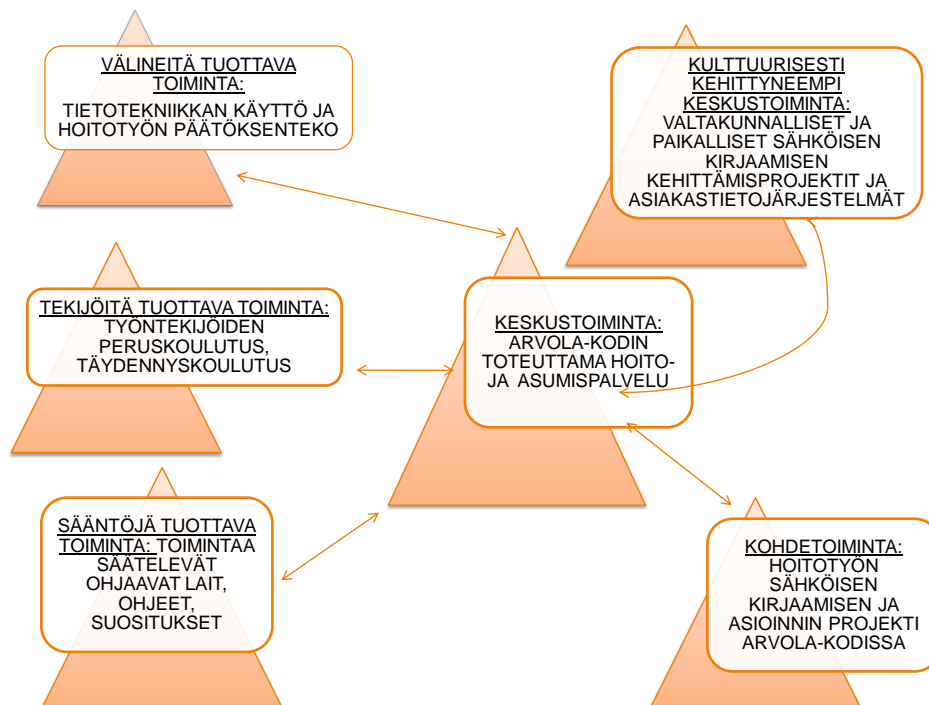 VÄLINEITÄ TUOTTAVA
TOIMINTA:
TIETOTEKNIIKKAN KÄYTTÖ JA
HOITOTYÖN PÄÄTÖKSENTEKO
KULTTUURISESTI
KEHITTYNEEMPI
KESKUSTOIMINTA:
VALTAKUNNALLISET JA
PAIKALLISET SÄHKÖISEN
KIRJAAMISEN
KEHITTÄMISPROJEKTIT JA
ASIAKASTIETOJÄRJESTELMÄT
TEKIJÖITÄ TUOTTAVA TOIMINTA:
TYÖNTEKIJÖIDEN
PERUSKOULUTUS,
TÄYDENNYSKOULUTUS
KESKUSTOIMINTA:
ARVOLA-KODIN
TOTEUTTAMA HOITO-
JA ASUMISPALVELU
SÄÄNTÖJÄ TUOTTAVA
TOIMINTA: TOIMINTAA
SÄÄTELEVÄT
OHJAAVAT LAIT,
OHJEET,
SUOSITUKSET
KOHDETOIMINTA:
HOITOTYÖN
SÄHKÖISEN
KIRJAAMISEN JA
ASIOINNIN PROJEKTI
ARVOLA-KODISSA